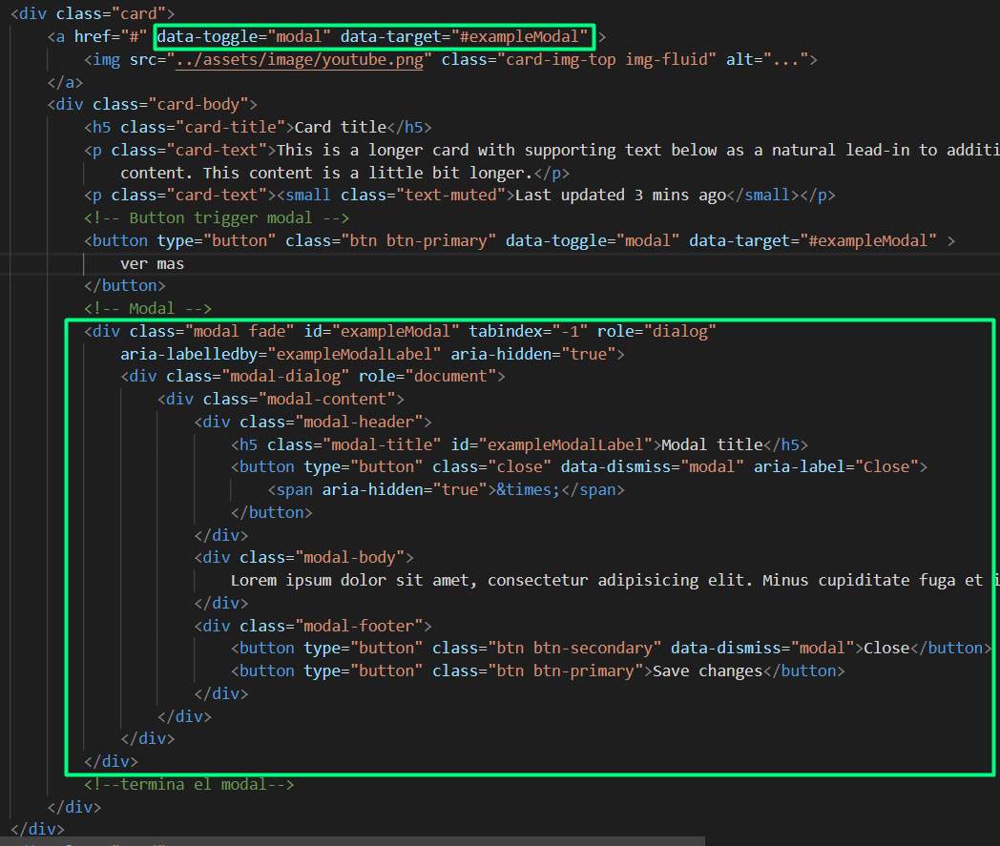 <div class="card">
<a href="#" data-toggle="modal" data-target="#exampleModal" >
<img src="../assets/image/youtube.png" class="card-img-top img-fluid" alt="...">
</a>
<div class="card-body">
<h5 class="card-title">Card title</h5>
<p class="card-text">This is a longer card with supporting text below as a natural lead-in to additi
content. This content is a little bit longer.</p>
<p class="card-text"><small class="text-muted">Last updated 3 mins ago</small></p>
<!-- Button trigger modal -->
<button type="button" class="btn btn-primary" data-toggle="modal" data-target="#exampleModal" >
ver mas
</button>
<!-- Modal -->
<div class="modal fade" id="exampleModal" tabindex="-1" role="dialog"
aria-labelledby="exampleModalLabel" aria-hidden="true">
<div class="modal-dialog" role="document">
<div class="modal-content">
<div class="modal-header">
<h5 class="modal-title" id="exampleModalLabel">Modal title</h5>
<button type="button" class="close" data-dismiss="modal" aria-label="Close">
<span aria-hidden="true">&times;</span>
</button>
</div>
<div class="modal-body">
Lorem ipsum dolor sit amet, consectetur adipisicing elit. Minus cupiditate fuga et i
</div>
<div class="modal-footer">
<button type="button" class="btn btn-secondary" data-dismiss="modal">Close</button>
<button type="button" class="btn btn-primary">Save changes</button>
</div>
</div>
</div>
</div>
<!--termina el modal-->
</div>
</div>